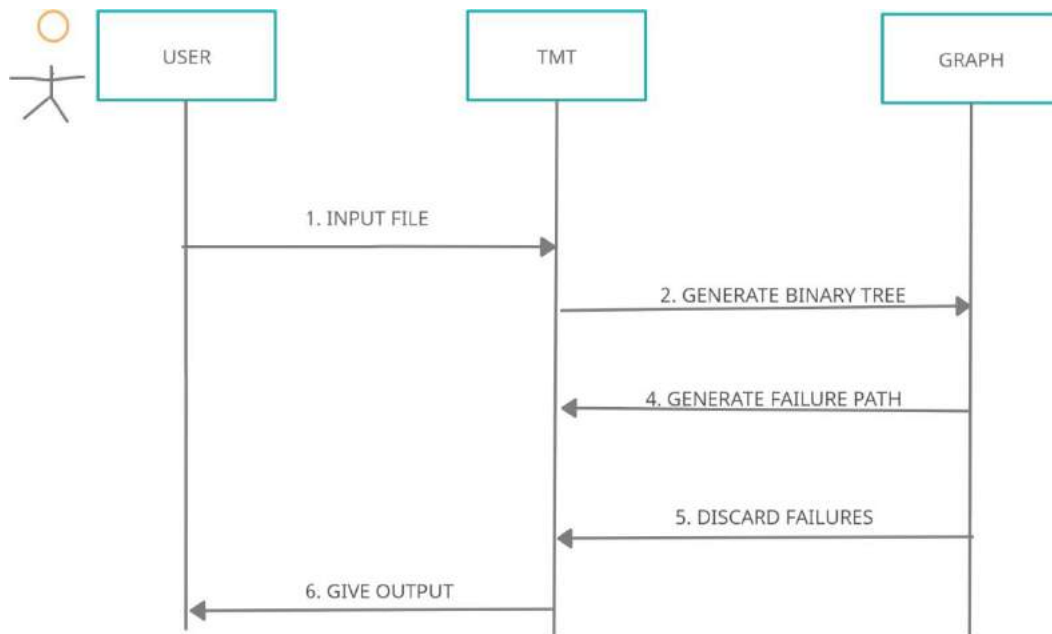 USER
TMT
GRAPH
1. INPUT FILE
2. GENERATE BINARY TREE
4. GENERATE FAILURE PATH
5. DISCARD FAILURES
6. GIVE OUTPUT